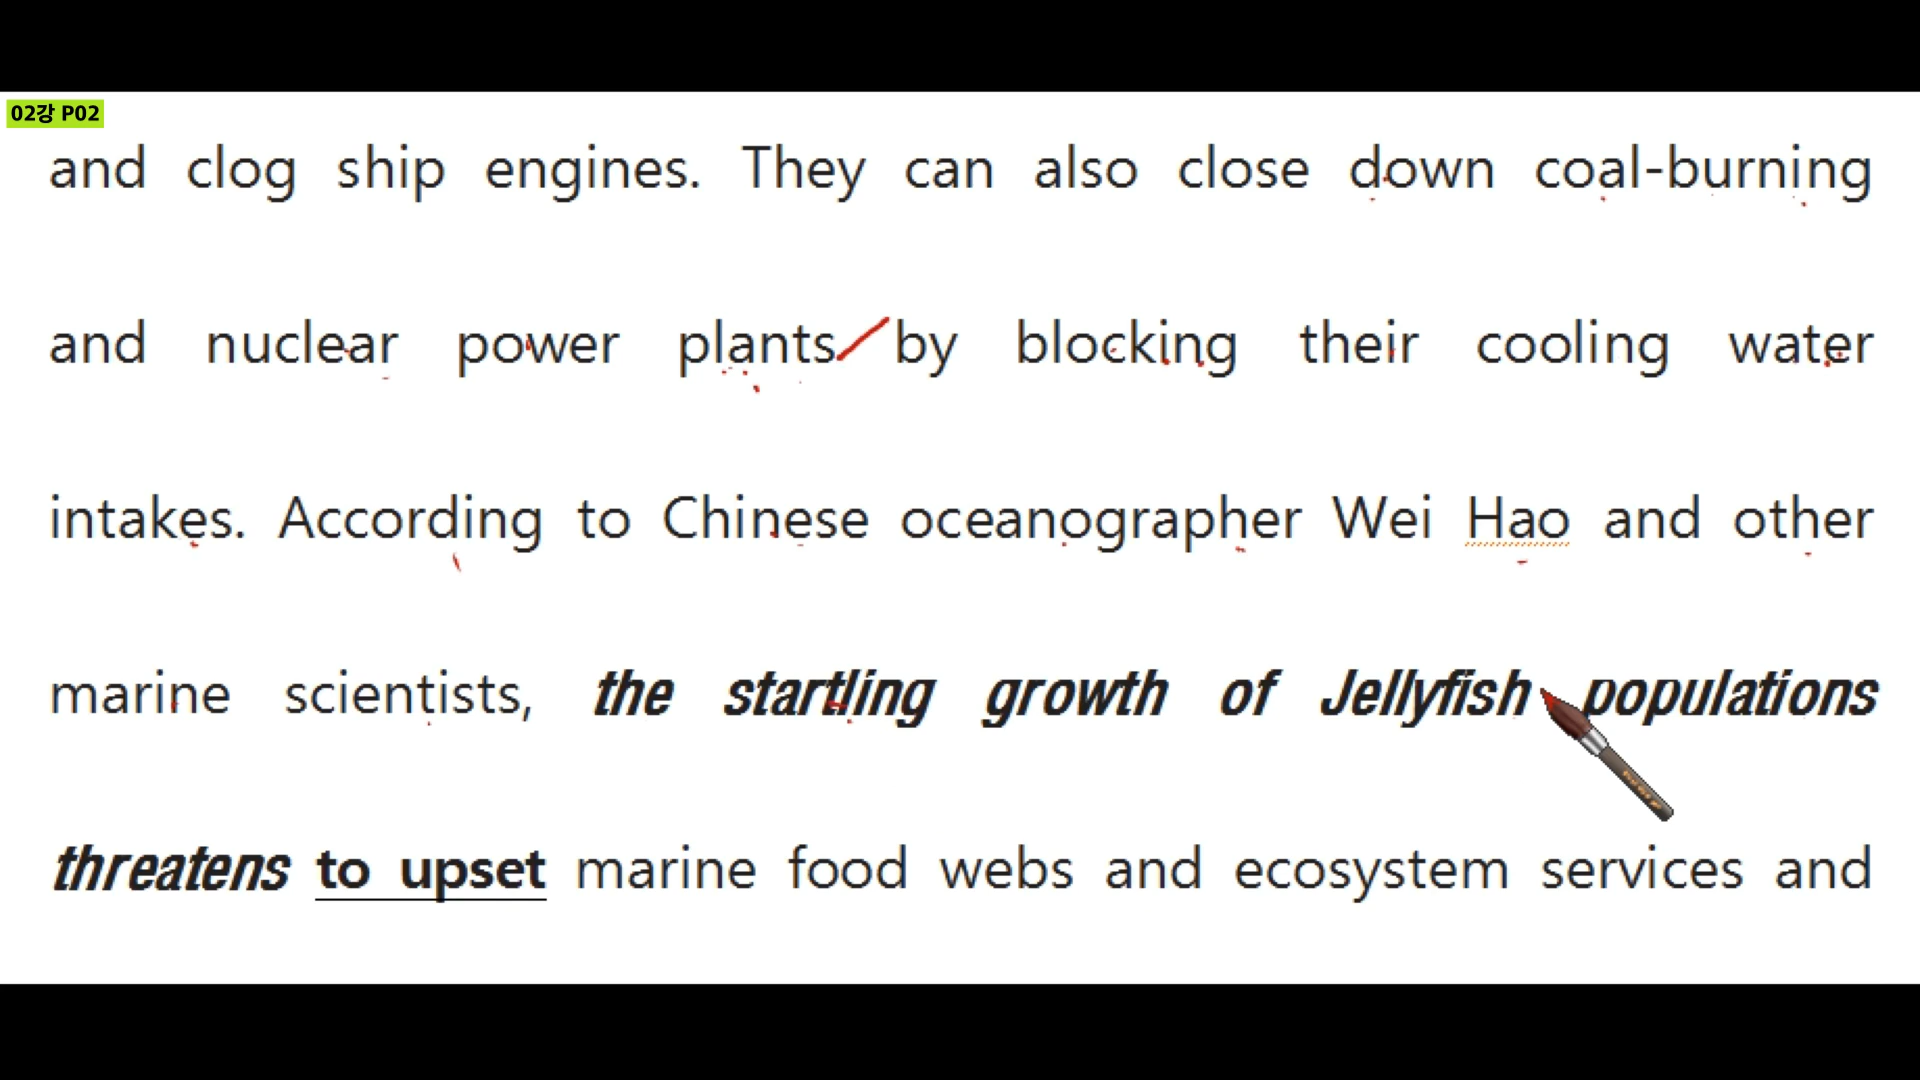 02강 P02
and clog ship engines. They can also close down coal-burning
and nuclear power plants by blocking their cooling water
intakes. According to Chinese oceanographer Wei Hao and other
marine scientists, the startling growth of Jellyfish populations
threatens to upset marine food webs and ecosystem services and